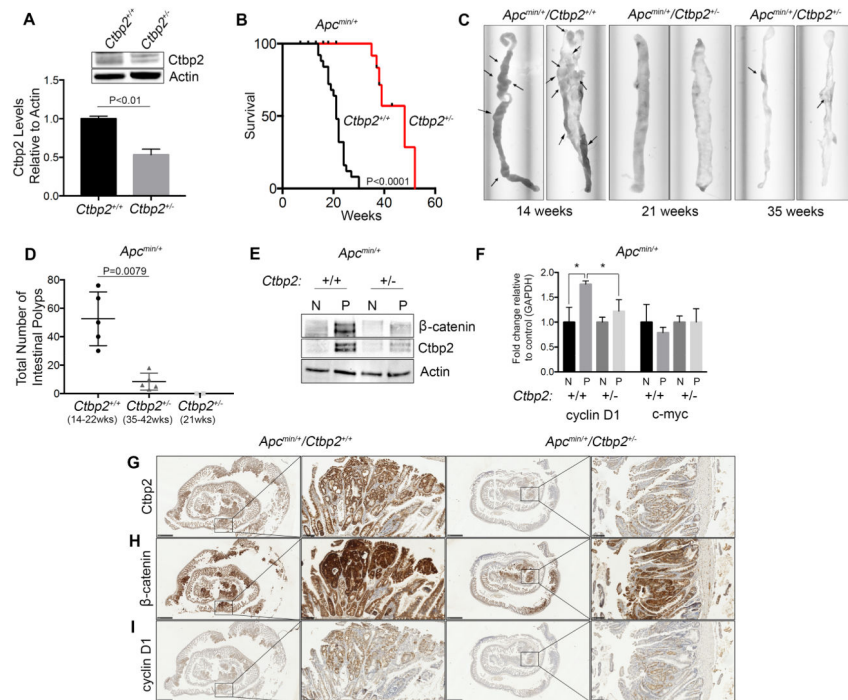 A
Ctbp2+/+
Ctbp2+/-
Ctbp2
Actin
P<0.01
Ctbp2 Levels
Relative to Actin
1.5
1.0
0.5
0.0
Ctbp2+/+
Ctbp2+/-
B
Apcmin/+
Survival
100
50
0
Ctbp2+/+
Ctbp2+/-
P<0.0001
0
20
40
60
Weeks
C
Apcmin/+/Ctbp2+/+
Apcmin/+/Ctbp2+/-
Apcmin/+/Ctbp2+/-
14 weeks
21 weeks
35 weeks
D
Apcmin/+
P=0.0079
Total Number of
Intestinal Polyps
80
60
40
20
0
Ctbp2+/+
(14-22wks)
Ctbp2+/-
(35-42wks)
Ctbp2+/-
(21wks)
E
Apcmin/+
Ctbp2: +/+ +/-
N P N P
β-catenin
Ctbp2
Actin
F
Apcmin/+
* *
Fold change relative
to control (GAPDH)
2.0
1.5
1.0
0.5
0.0
N P N P N P N P
Ctbp2: +/+ +/- +/+ +/-
cyclin D1 c-myc
Apcmin/+/Ctbp2+/+
Apcmin/+/Ctbp2+/-
G
Ctbp2
H
β-catenin
I
cyclin D1